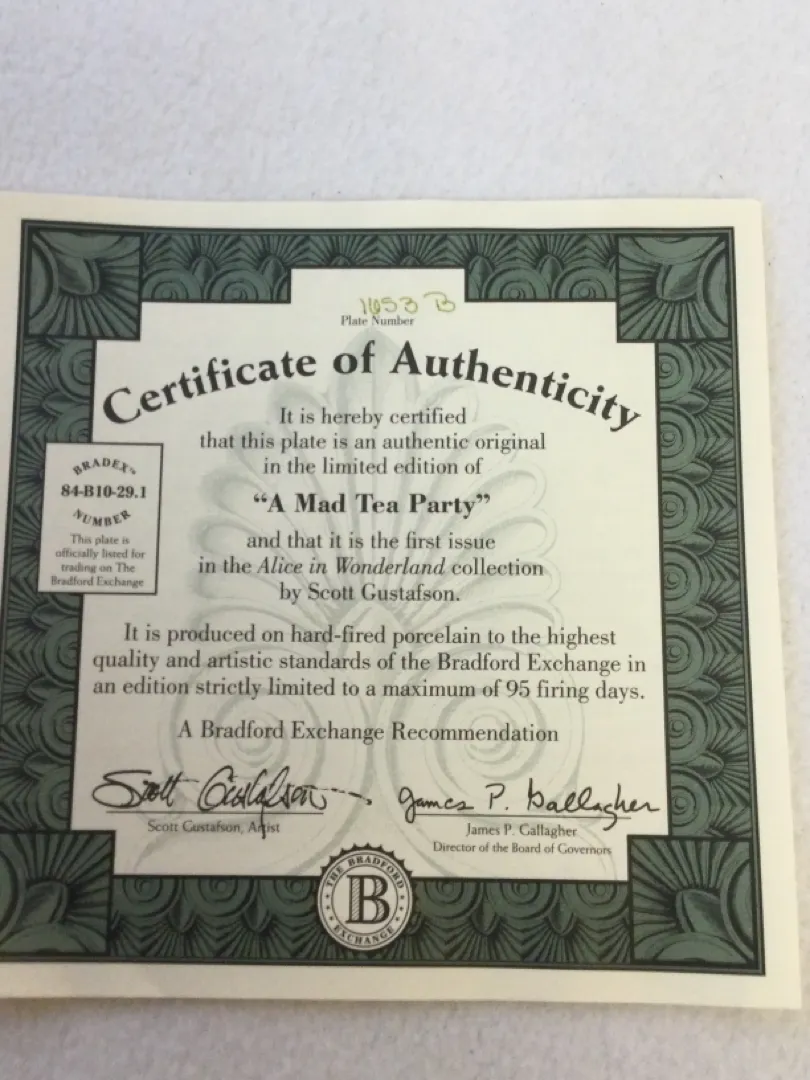 1653 B
Plate Number
Certificate of Authenticity
It is hereby certified
that this plate is an authentic original
in the limited edition of
“A Mad Tea Party”
and that it is the first issue
in the Alice in Wonderland collection
by Scott Gustafson.
BRADEX™
84-B10-29.1
NUMBER
This plate is
officially listed for
trading on The
Bradford Exchange
It is produced on hard-fired porcelain to the highest
quality and artistic standards of the Bradford Exchange in
an edition strictly limited to a maximum of 95 firing days.
A Bradford Exchange Recommendation
Scott Gustafson
Scott Gustafson, Artist
James P. Gallagher
James P. Gallagher
Director of the Board of Governors
THE BRADFORD
B
EXCHANGE